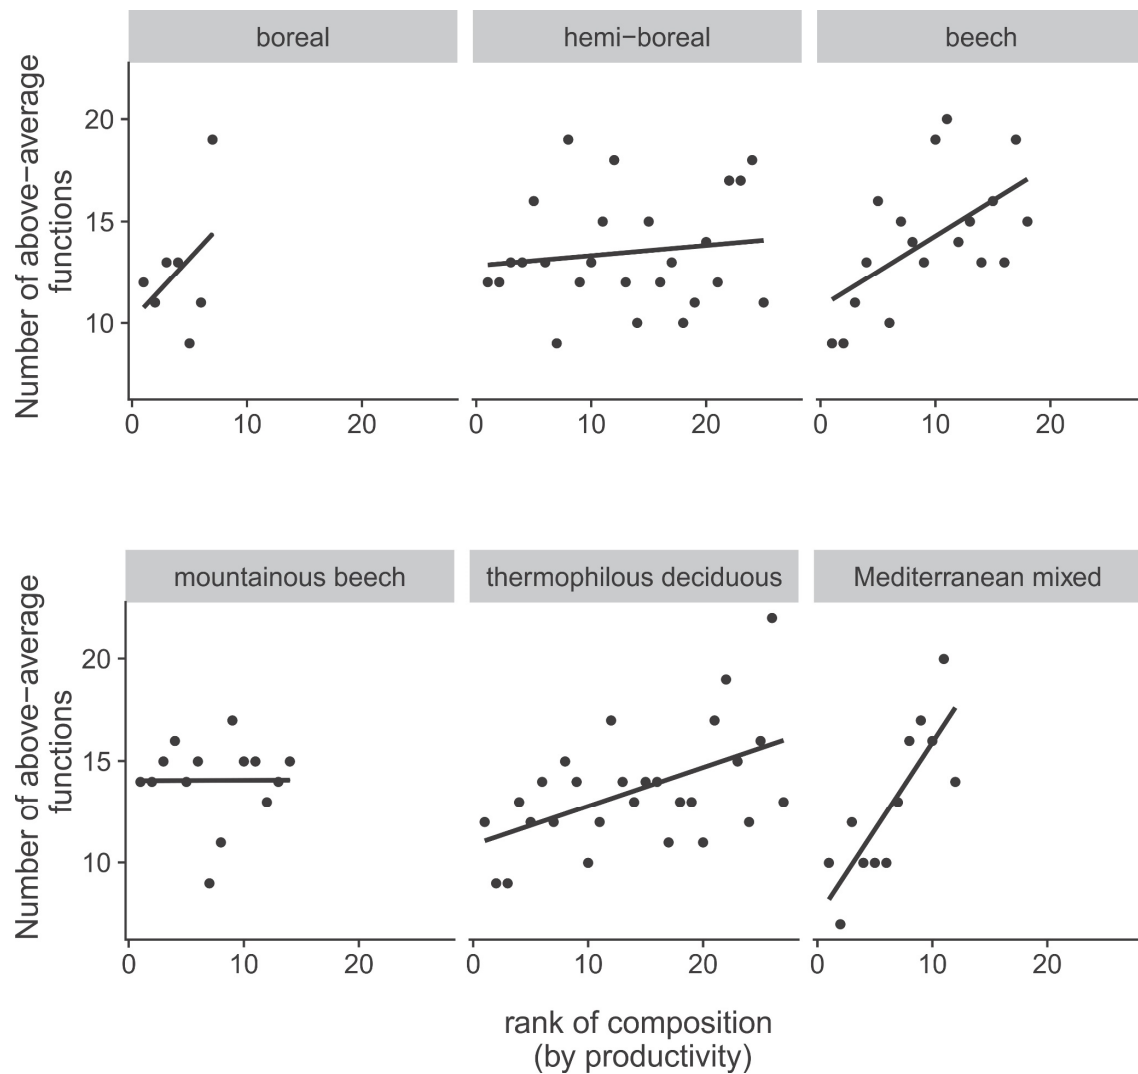 boreal
hemi−boreal
beech
Number of above−average
functions
20
15
10
0 10 20
0 10 20
0 10 20
mountainous beech
thermophilous deciduous
Mediterranean mixed
Number of above−average
functions
20
15
10
0 10 20
0 10 20
0 10 20
rank of composition
(by productivity)